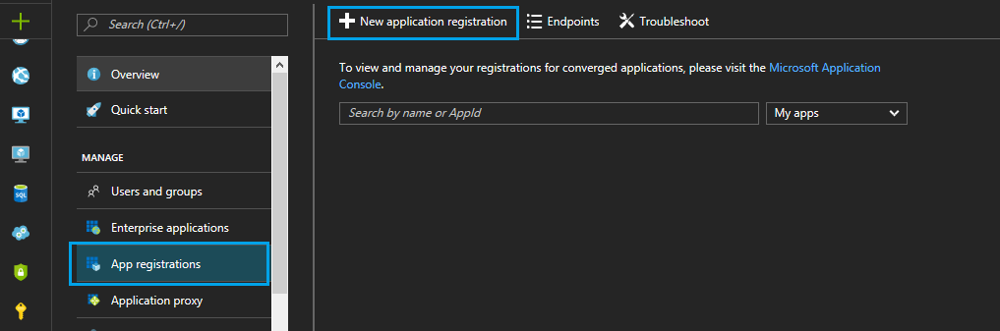 Search (Ctrl+/)
Overview
Quick start
MANAGE
Users and groups
Enterprise applications
App registrations
Application proxy
New application registration
Endpoints
Troubleshoot
To view and manage your registrations for converged applications, please visit the Microsoft Application
Console.
Search by name or AppId
My apps
SQL